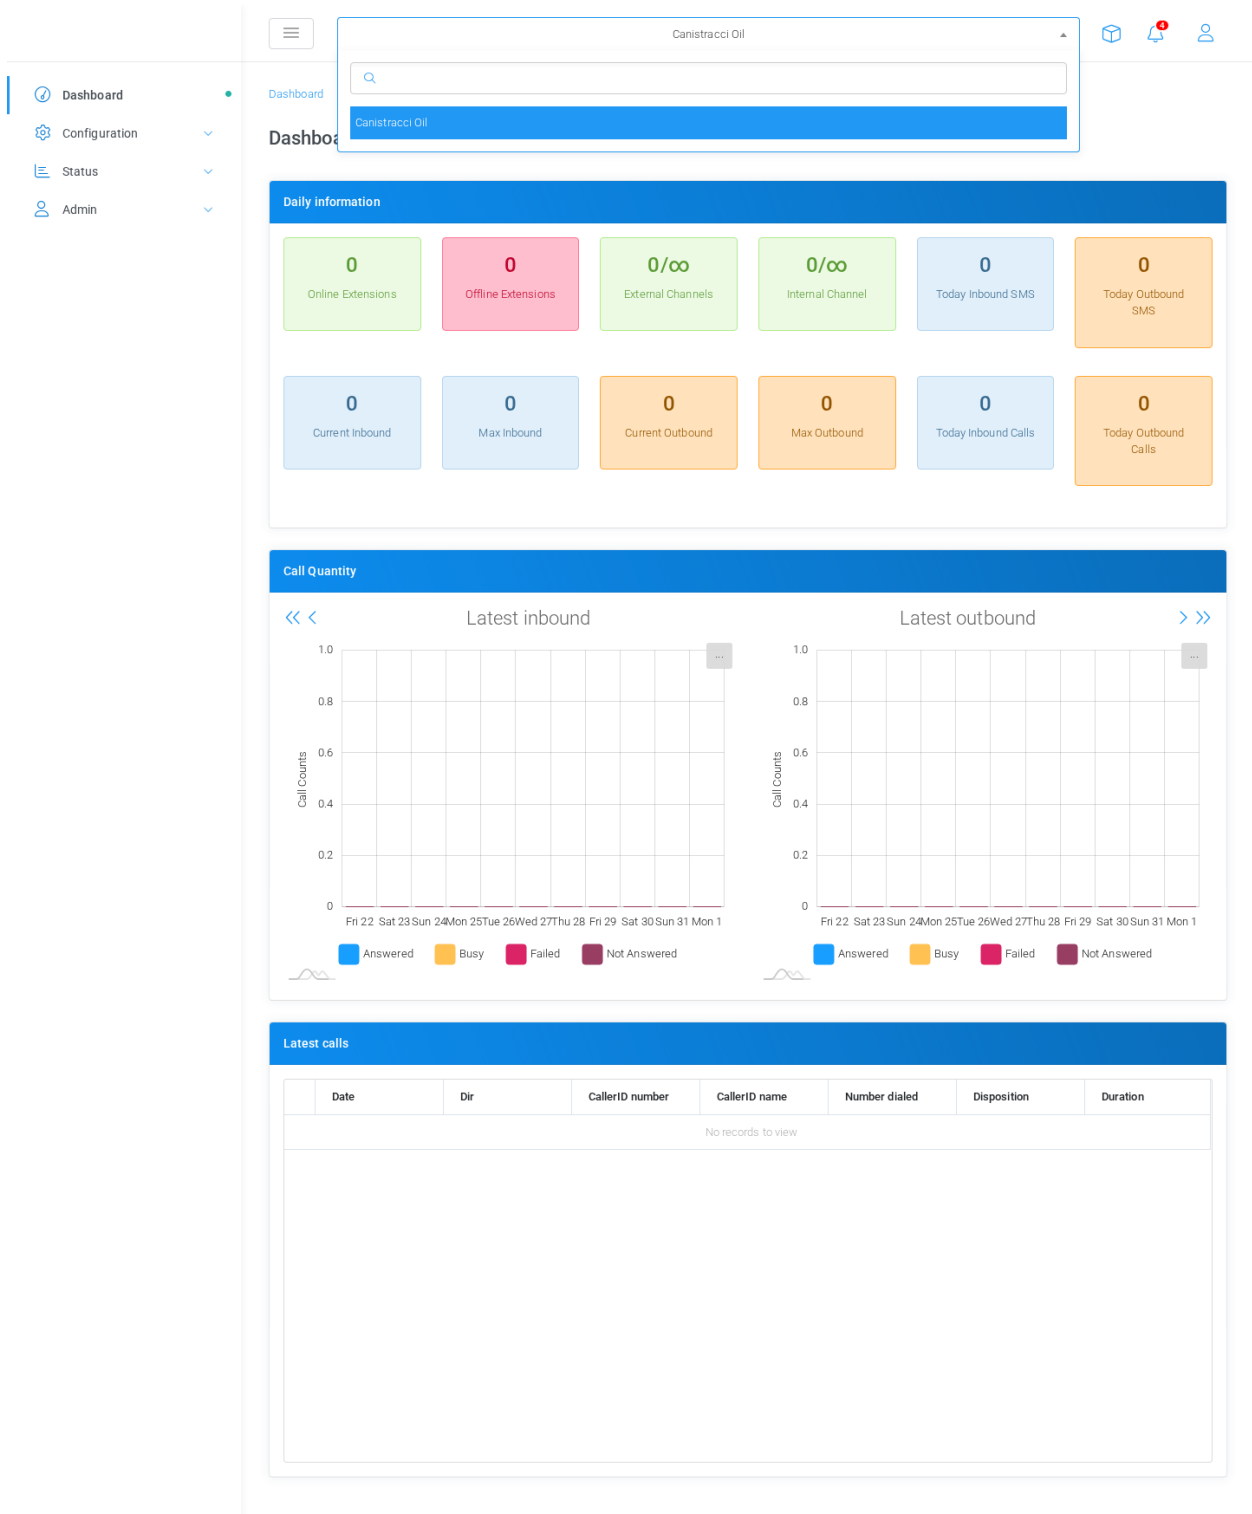 Canistracci Oil
4
Canistracci Oil
Dashboard
Configuration
Status
Admin
Dashboard
Dashboa
Daily information
0
Online Extensions
0
Offline Extensions
0/∞
External Channels
0/∞
Internal Channel
0
Today Inbound SMS
0
Today Outbound
SMS
0
Current Inbound
0
Max Inbound
0
Current Outbound
0
Max Outbound
0
Today Inbound Calls
0
Today Outbound
Calls
Call Quantity
Latest inbound
...
1.0
0.8
0.6
0.4
0.2
0
Call Counts
Fri 22 Sat 23 Sun 24 Mon 25 Tue 26 Wed 27 Thu 28 Fri 29 Sat 30 Sun 31 Mon 1
Answered Busy Failed Not Answered
Latest outbound
...
1.0
0.8
0.6
0.4
0.2
0
Call Counts
Fri 22 Sat 23 Sun 24 Mon 25 Tue 26 Wed 27 Thu 28 Fri 29 Sat 30 Sun 31 Mon 1
Answered Busy Failed Not Answered
Latest calls
Date Dir CallerID number CallerID name Number dialed Disposition Duration
No records to view